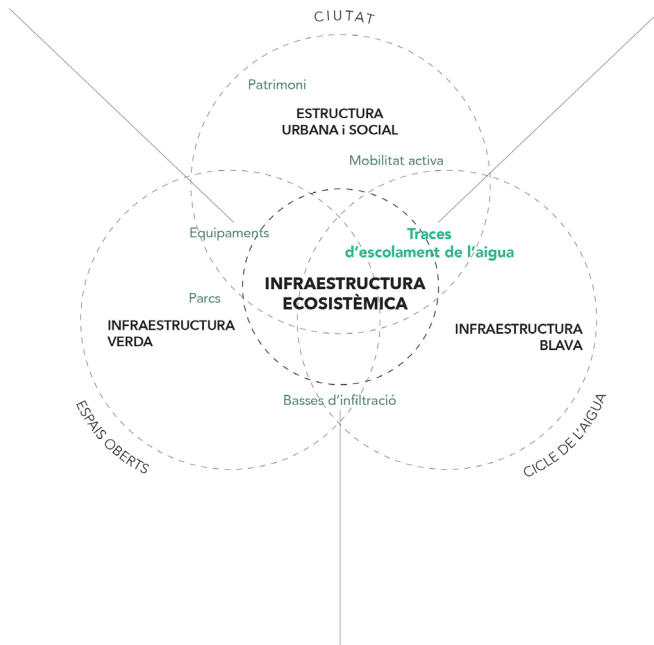 CIUTAT
Patrimoni
ESTRUCTURA
URBANA i SOCIAL
Mobilitat activa
Equipaments
Traces
d'escolament de l'aigua
INFRAESTRUCTURA
ECOSISTÈMICA
Parcs
INFRAESTRUCTURA
VERDA
INFRAESTRUCTURA
BLAVA
Basses d'infiltració
ESPAIS OBERTS
CICLE DE L'AIGUA